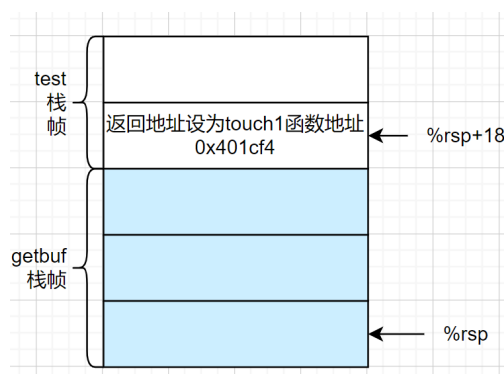 test
栈
帧
返回地址设为touch1函数地址
0x401cf4
%rsp+18
getbuf
栈帧
%rsp